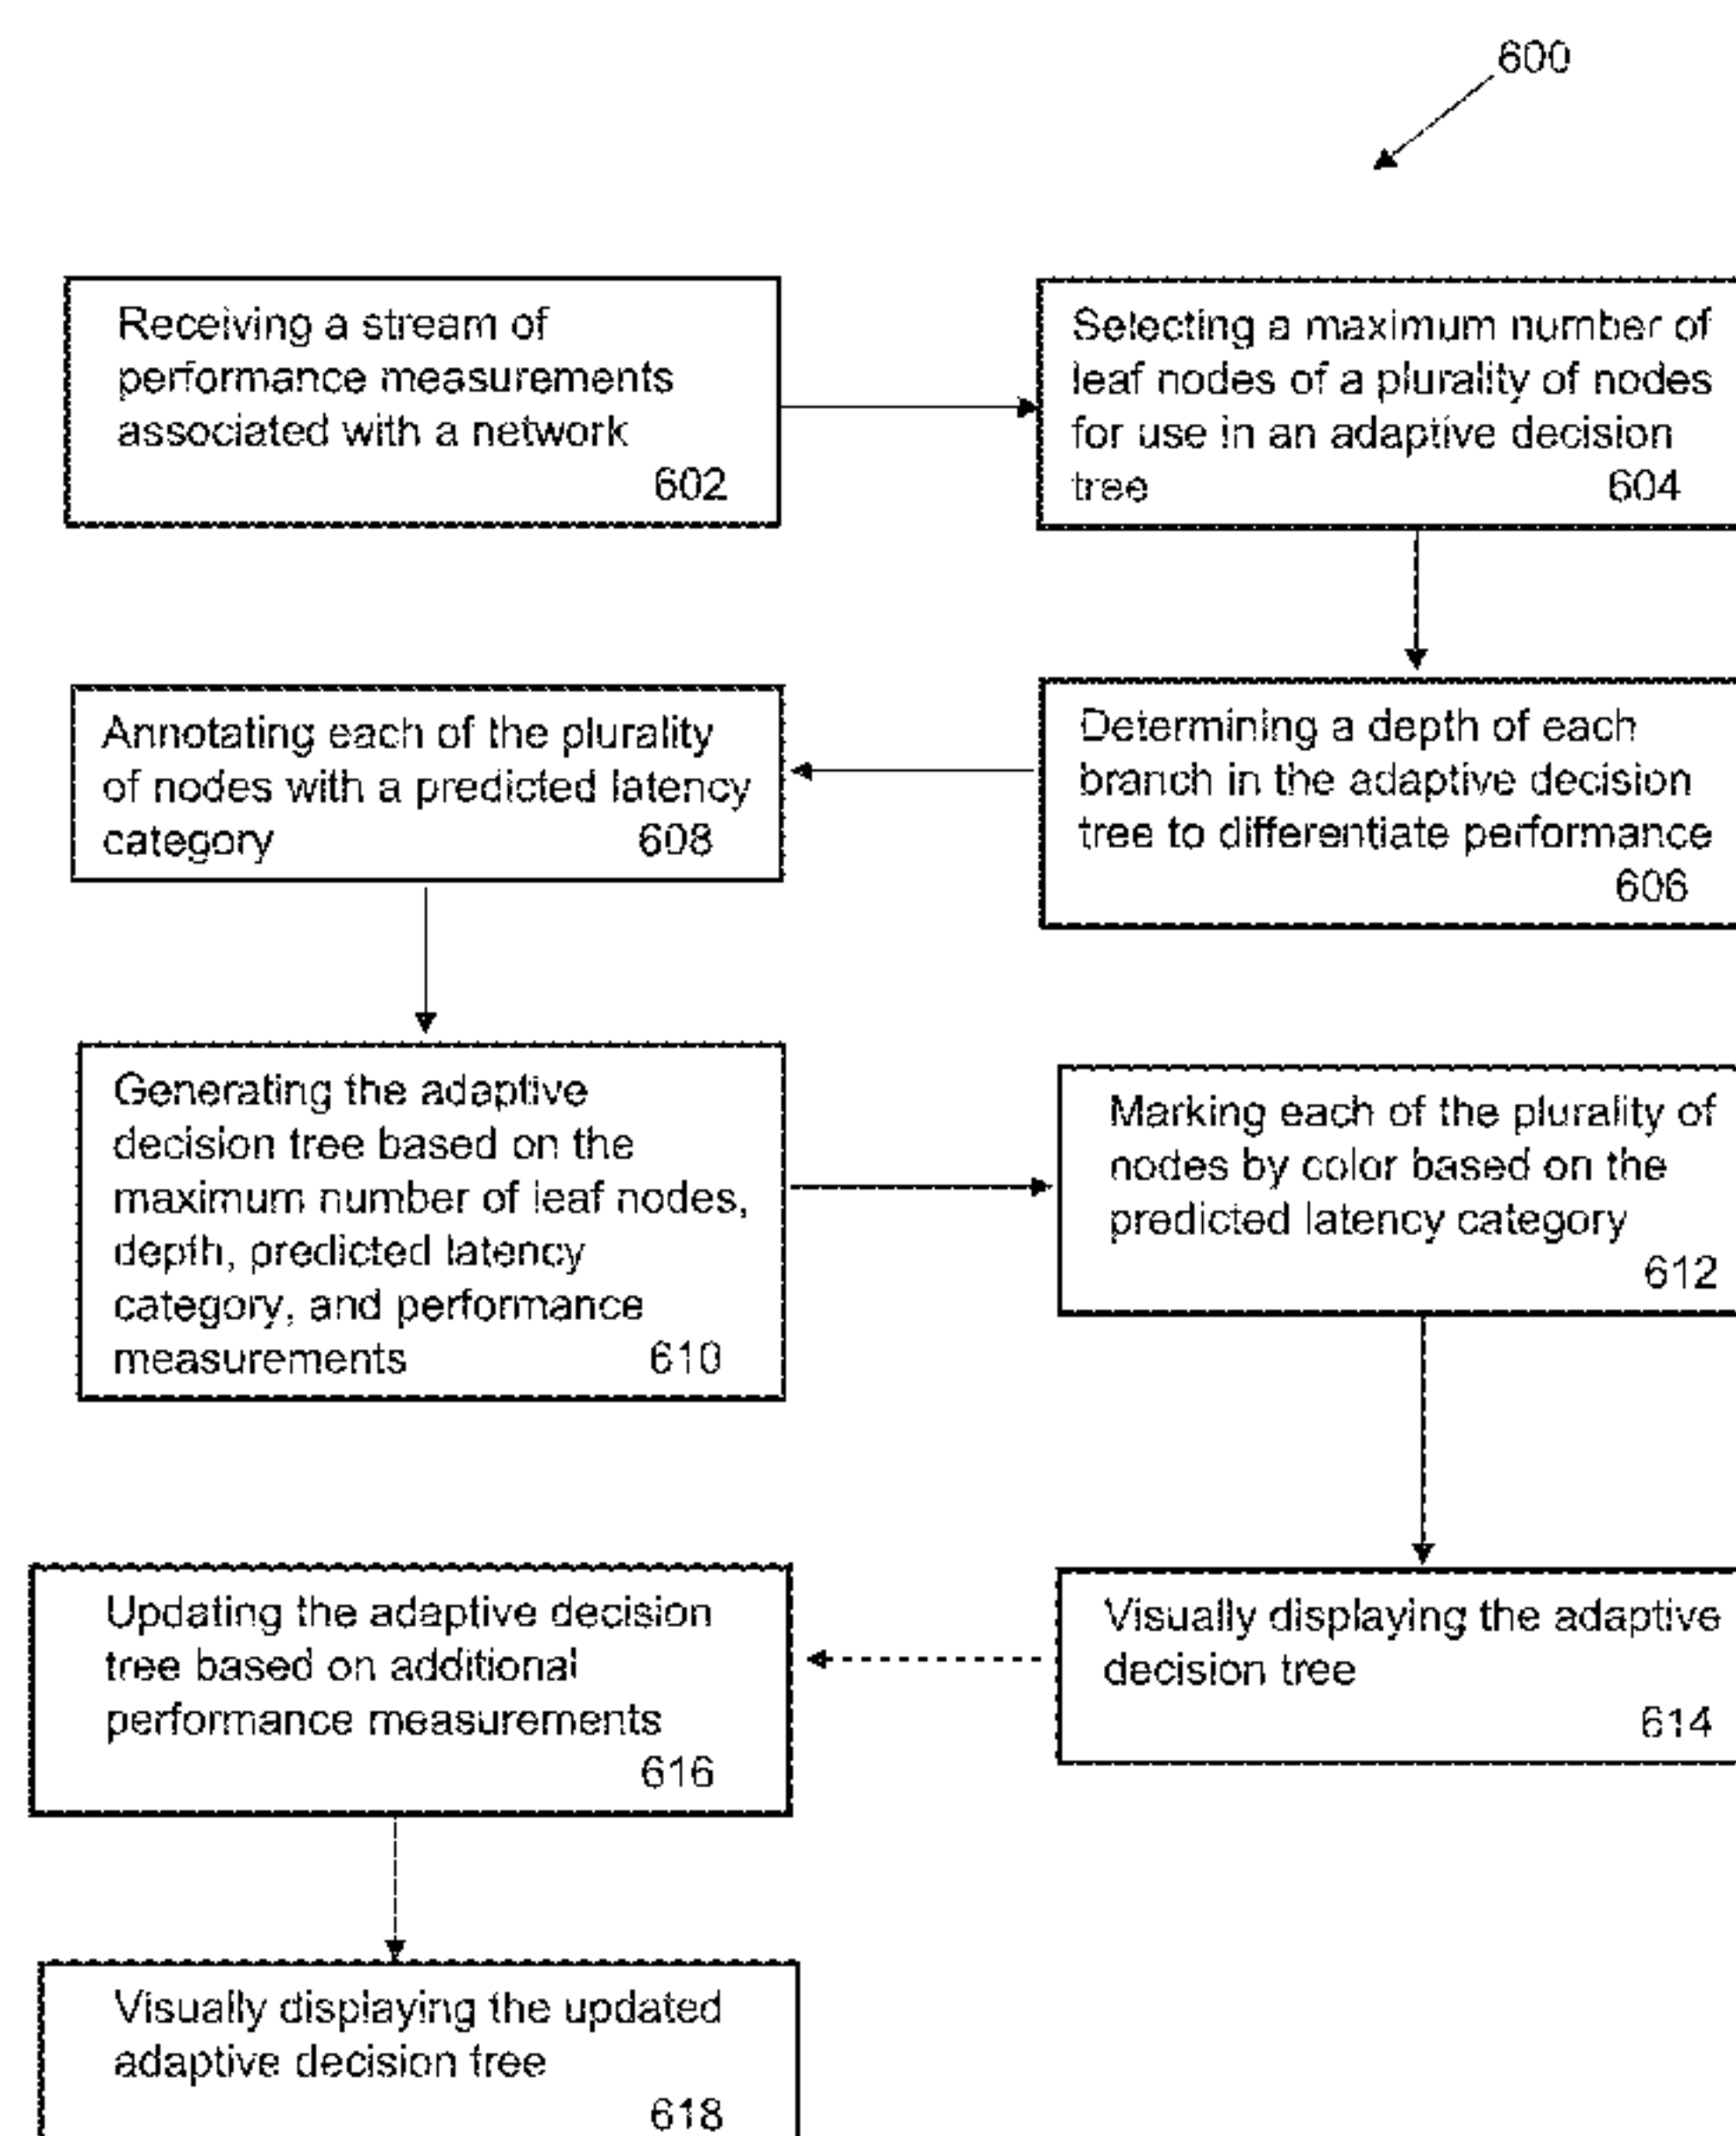 600
Receiving a stream of
performance measurements
associated with a network
602
Selecting a maximum number of
leaf nodes of a plurality of nodes
for use in an adaptive decision
tree 604
Determining a depth of each
branch in the adaptive decision
tree to differentiate performance
606
Annotating each of the plurality
of nodes with a predicted latency
category 608
Generating the adaptive
decision tree based on the
maximum number of leaf nodes,
depth, predicted latency
category, and performance
measurements 610
Marking each of the plurality of
nodes by color based on the
predicted latency category
612
Visually displaying the adaptive
decision tree
614
Updating the adaptive decision
tree based on additional
performance measurements
616
Visually displaying the updated
adaptive decision tree
618